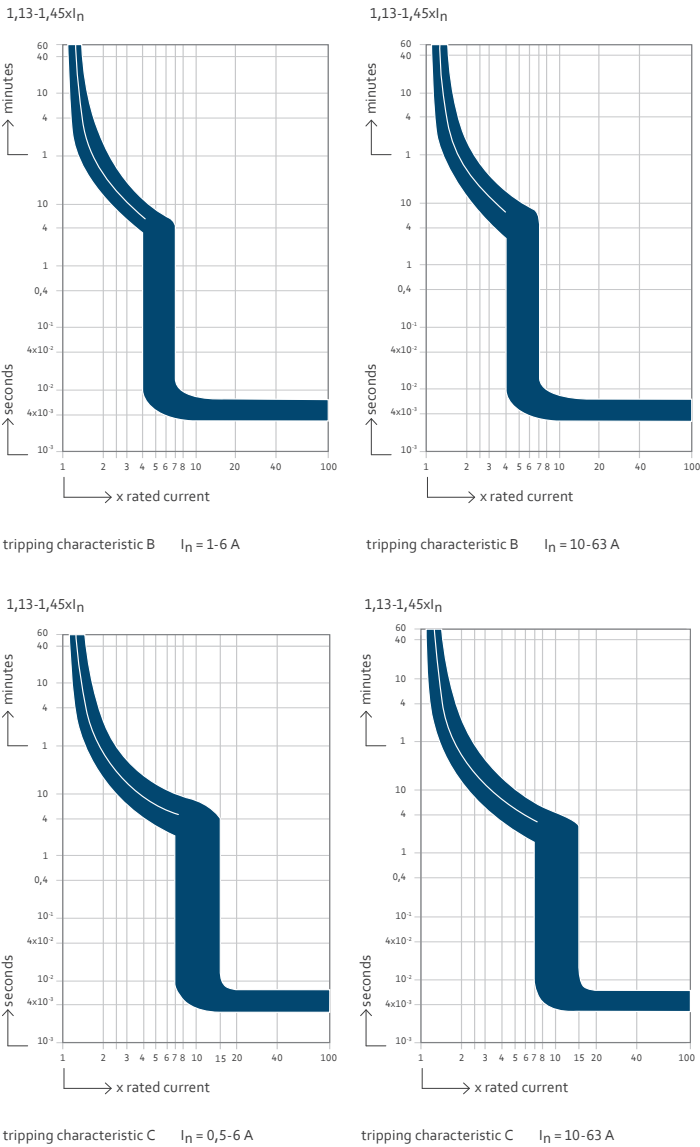 1,13-1,45xIn
60
40
10
4
1
10
4
1
0,4
10⁻¹
4x10⁻²
10⁻²
4x10⁻³
10⁻³
minutes
seconds
1 2 3 4 5 6 7 8 10 20 40 100
x rated current
tripping characteristic B In = 1-6 A
1,13-1,45xIn
60
40
10
4
1
10
4
1
0,4
10⁻¹
4x10⁻²
10⁻²
4x10⁻³
10⁻³
minutes
seconds
1 2 3 4 5 6 7 8 10 20 40 100
x rated current
tripping characteristic B In = 10-63 A
1,13-1,45xIn
60
40
10
4
1
10
4
1
0,4
10⁻¹
4x10⁻²
10⁻²
4x10⁻³
10⁻³
minutes
seconds
1 2 3 4 5 6 7 8 10 15 20 40 100
x rated current
tripping characteristic C In = 0,5-6 A
1,13-1,45xIn
60
40
10
4
1
10
4
1
0,4
10⁻¹
4x10⁻²
10⁻²
4x10⁻³
10⁻³
minutes
seconds
1 2 3 4 5 6 7 8 10 15 20 40 100
x rated current
tripping characteristic C In = 10-63 A